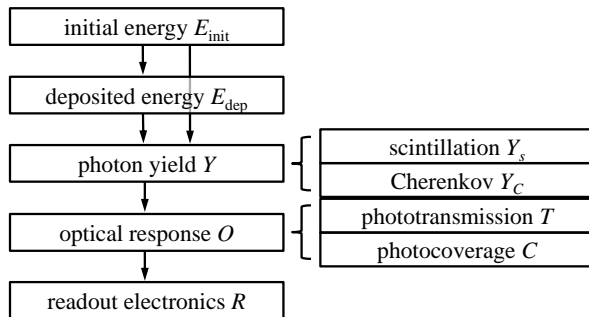 initial energy E_init
deposited energy E_dep
photon yield Y
scintillation Y_s
Cherenkov Y_C
optical response O
phototransmission T
photocoverage C
readout electronics R